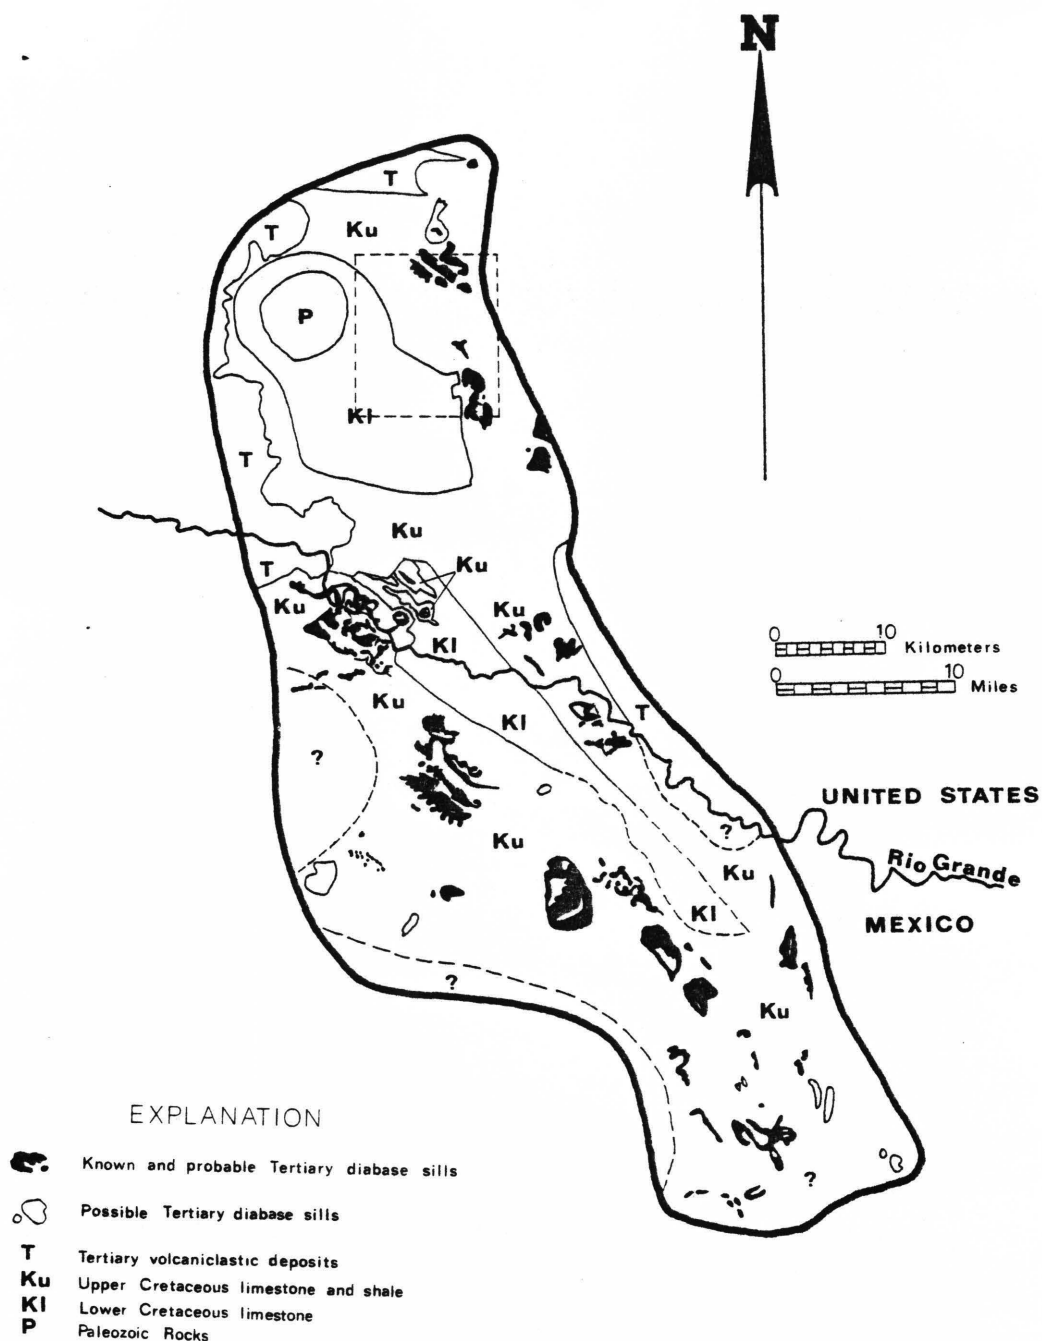 N
T
Ku
T
P
Kl
T
Ku
T
Ku
Ku
Ku
Kl
Ku
Kl
T
?
0 10
Kilometers
0 10
Miles
UNITED STATES
?
Ku
Ku
Rio Grande
Kl
MEXICO
?
Ku
?
EXPLANATION
Known and probable Tertiary diabase sills
Possible Tertiary diabase sills
T Tertiary volcaniclastic deposits
Ku Upper Cretaceous limestone and shale
Kl Lower Cretaceous limestone
P Paleozoic Rocks